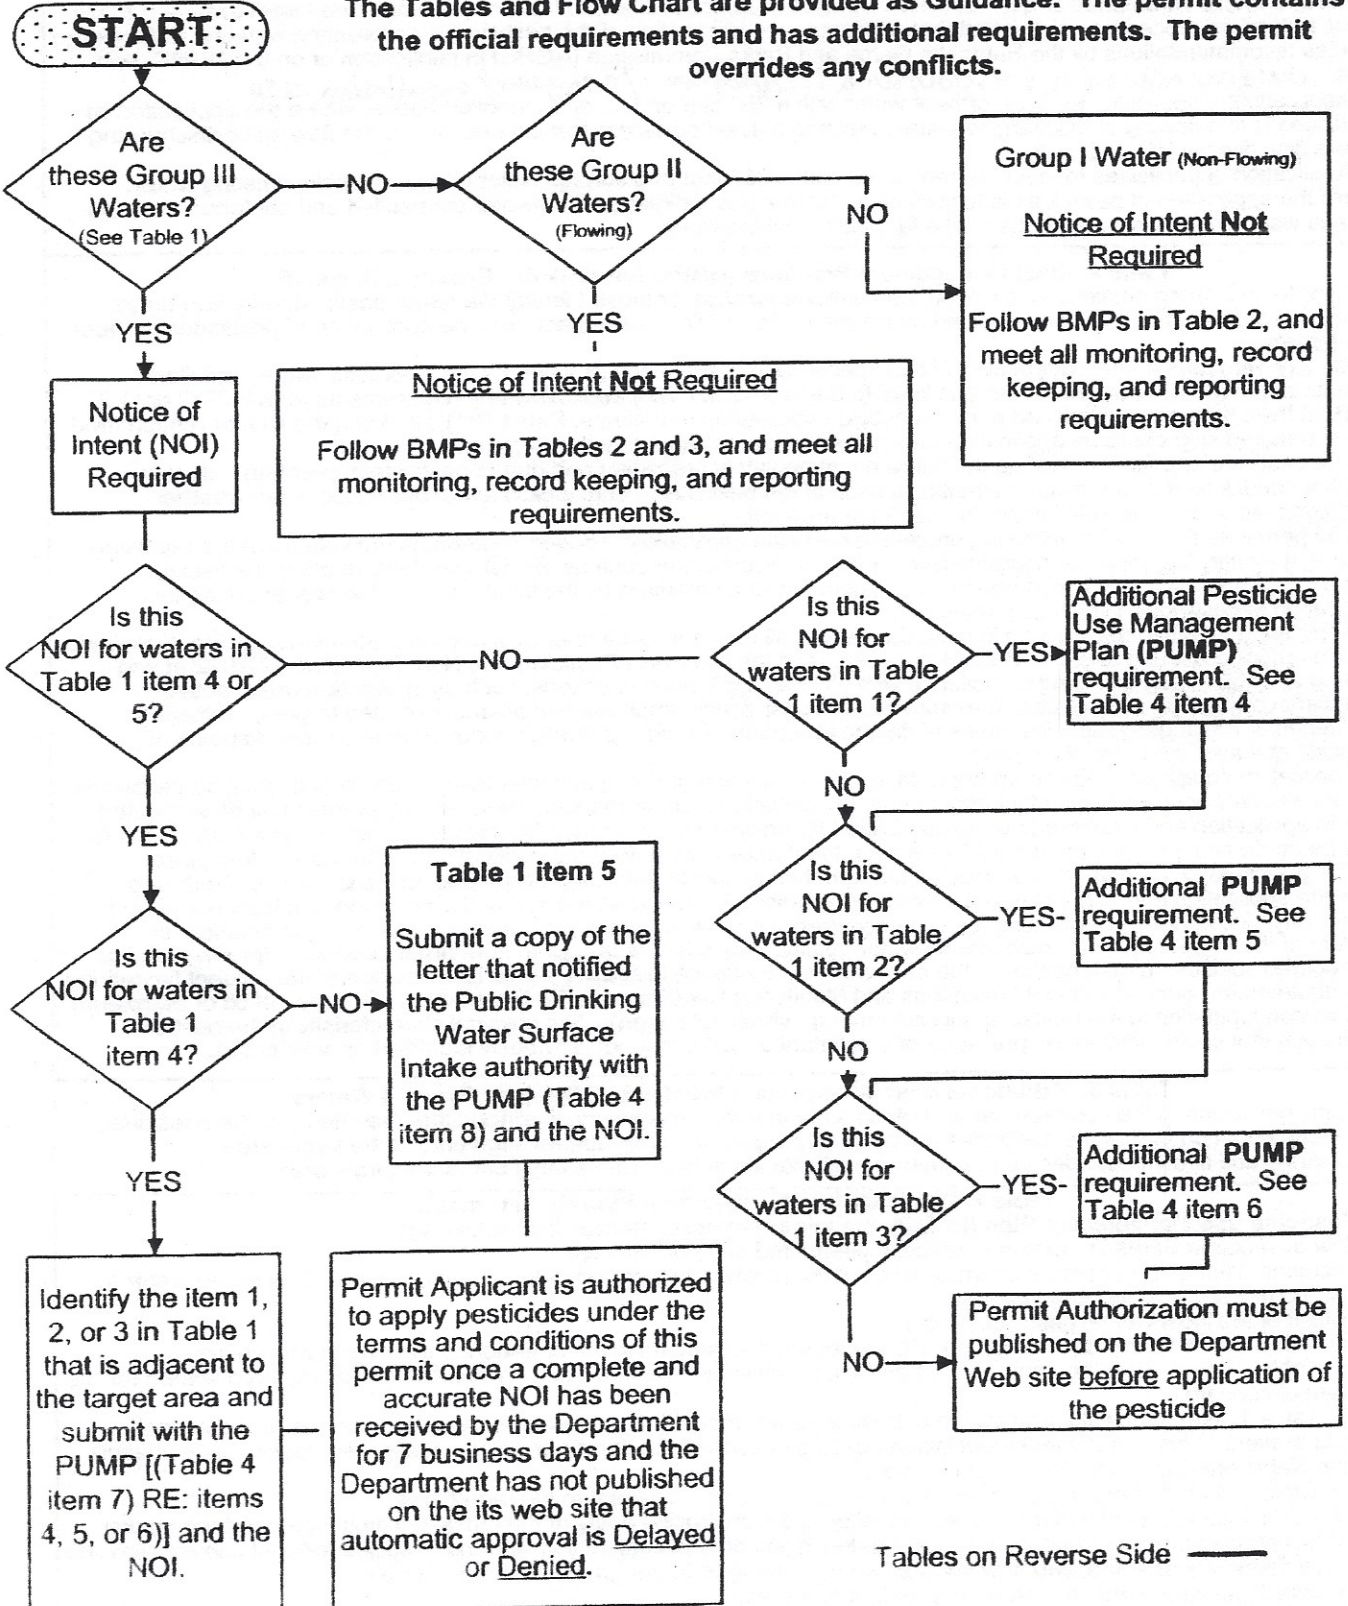 START
The Tables and Flow Chart are provided as Guidance. The permit contains
the official requirements and has additional requirements. The permit
overrides any conflicts.
Are
these Group III
Waters?
(See Table 1)
NO
Are
these Group II
Waters?
(Flowing)
NO
Group I Water (Non-Flowing)
Notice of Intent Not
Required
Follow BMPs in Table 2, and
meet all monitoring, record
keeping, and reporting
requirements.
YES
YES
Notice of
Intent (NOI)
Required
Notice of Intent Not Required
Follow BMPs in Tables 2 and 3, and meet all
monitoring, record keeping, and reporting
requirements.
Is this
NOI for waters in
Table 1 item 4 or
5?
NO
Is this
NOI for
waters in Table
1 item 1?
YES
Additional Pesticide
Use Management
Plan (PUMP)
requirement. See
Table 4 item 4
NO
YES
Is this
NOI for waters in
Table 1
item 4?
NO
Table 1 item 5
Submit a copy of the
letter that notified
the Public Drinking
Water Surface
Intake authority with
the PUMP (Table 4
item 8) and the NOI.
Is this
NOI for
waters in Table
1 item 2?
YES
Additional PUMP
requirement. See
Table 4 item 5
NO
YES
Is this
NOI for
waters in Table
1 item 3?
YES
Additional PUMP
requirement. See
Table 4 item 6
NO
Identify the item 1,
2, or 3 in Table 1
that is adjacent to
the target area and
submit with the
PUMP [(Table 4
item 7) RE: items
4, 5, or 6)] and the
NOI.
Permit Applicant is authorized
to apply pesticides under the
terms and conditions of this
permit once a complete and
accurate NOI has been
received by the Department
for 7 business days and the
Department has not published
on the its web site that
automatic approval is Delayed
or Denied.
Permit Authorization must be
published on the Department
Web site before application of
the pesticide
Tables on Reverse Side